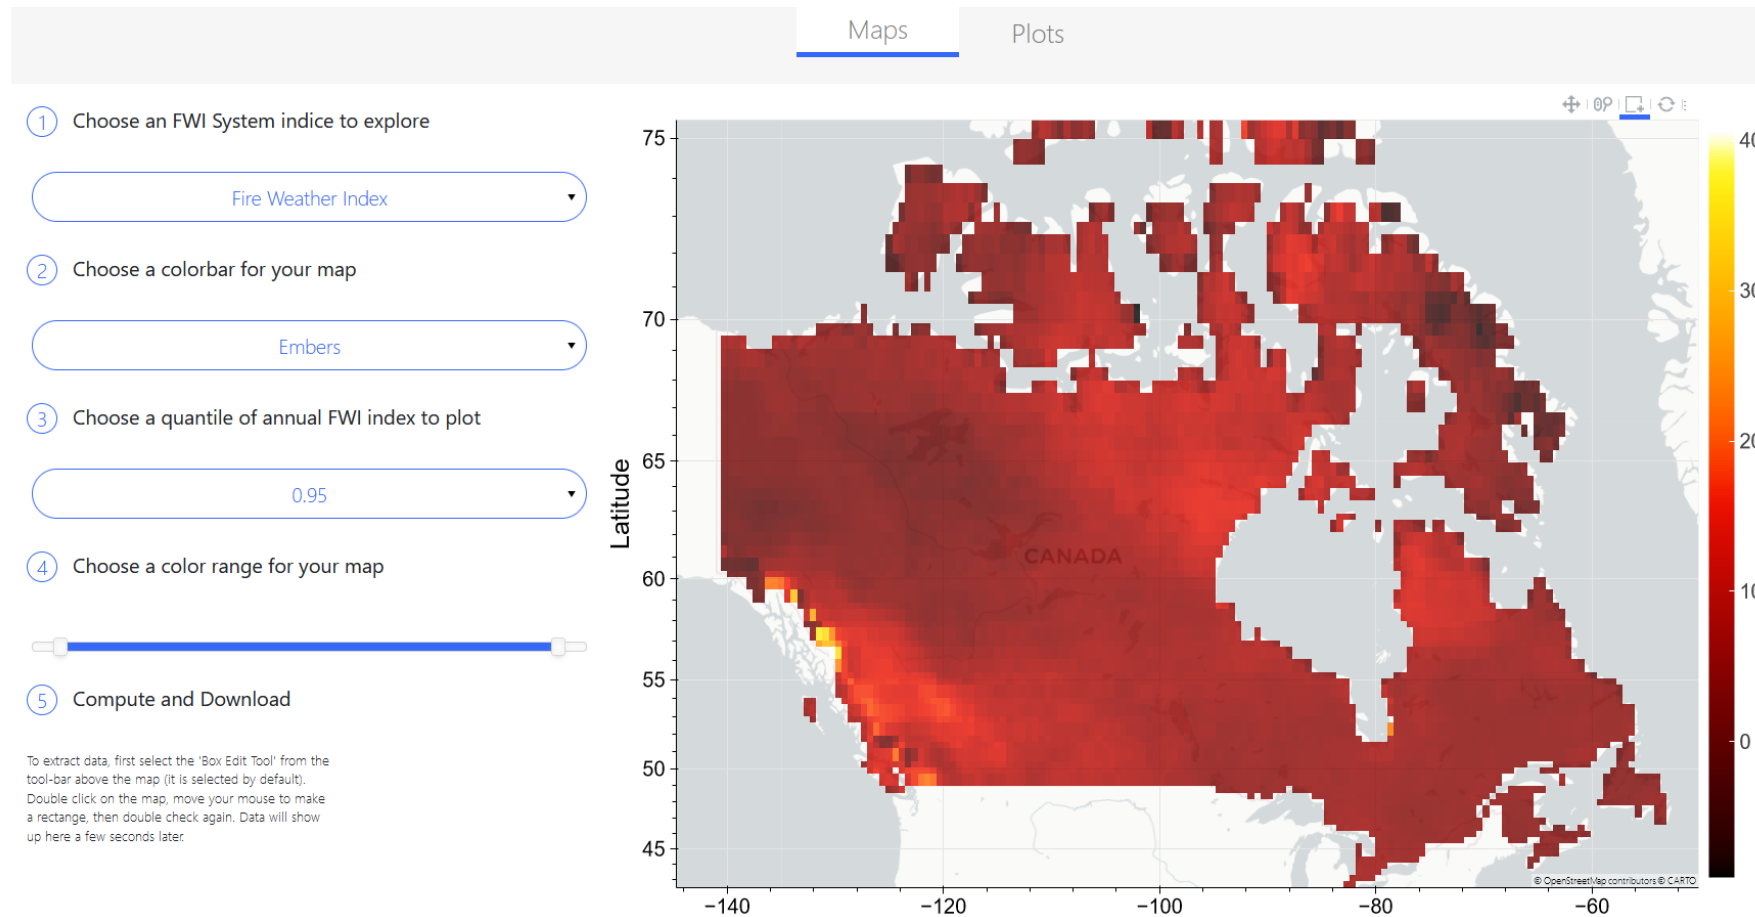 Maps
Plots
1 Choose an FWI System indice to explore
Fire Weather Index
2 Choose a colorbar for your map
Embers
3 Choose a quantile of annual FWI index to plot
0.95
4 Choose a color range for your map
5 Compute and Download
To extract data, first select the 'Box Edit Tool' from the
tool-bar above the map (it is selected by default).
Double click on the map, move your mouse to make
a rectange, then double check again. Data will show
up here a few seconds later.
Latitude
75
70
65
60
55
50
45
−140
−120
−100
−80
−60
CANADA
© OpenStreetMap contributors © CARTO
30
20
10
0